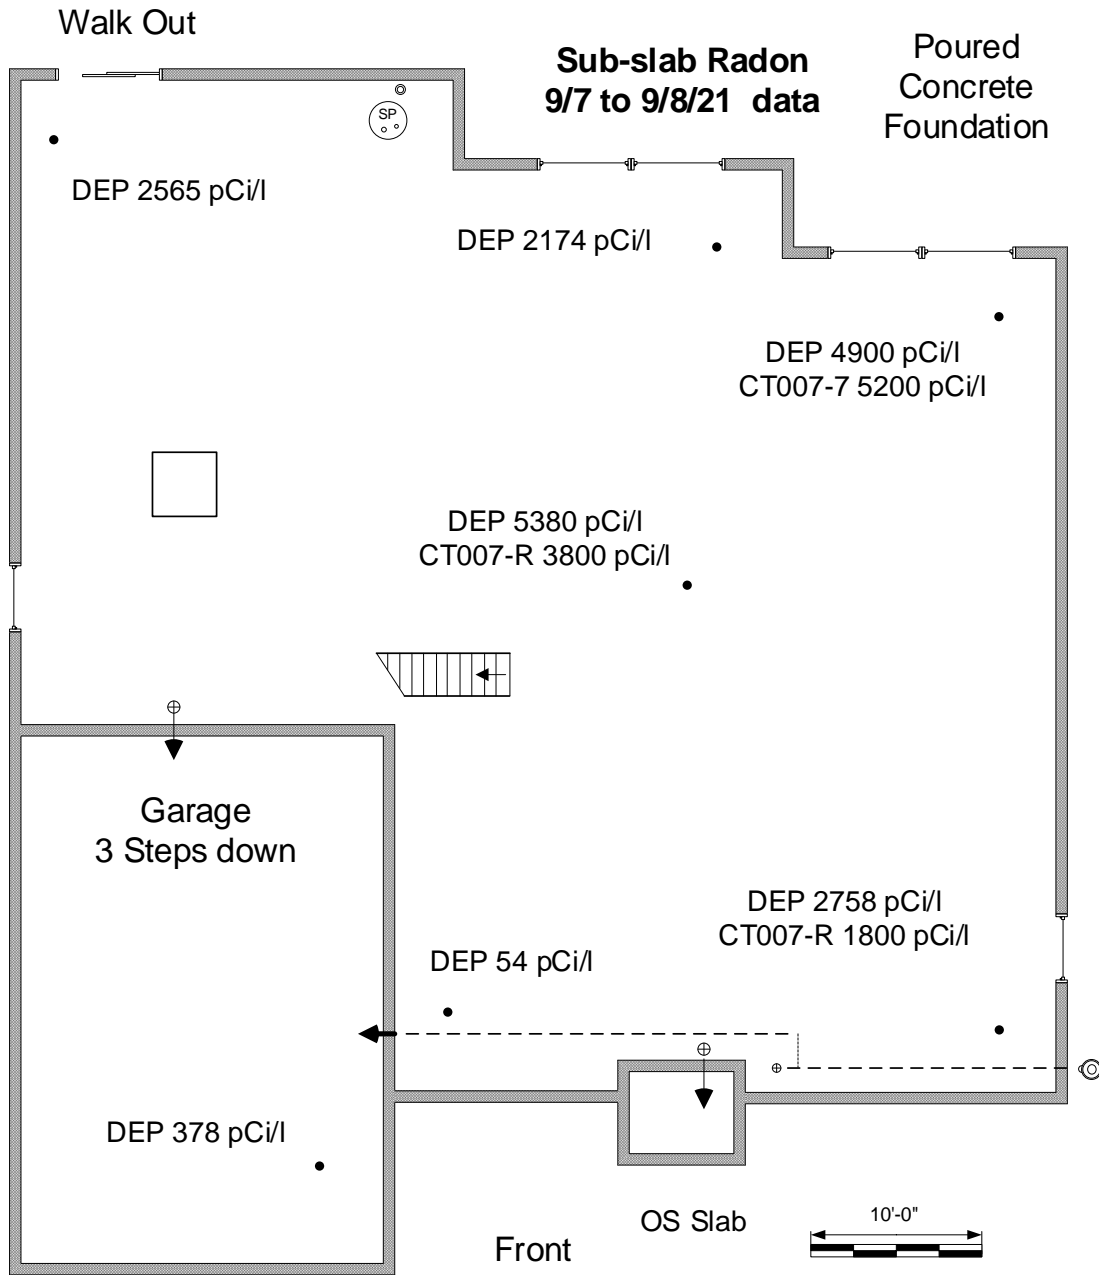 Walk Out
Sub-slab Radon
9/7 to 9/8/21 data
Poured
Concrete
Foundation
SP
DEP 2565 pCi/l
DEP 2174 pCi/l
DEP 4900 pCi/l
CT007-7 5200 pCi/l
DEP 5380 pCi/l
CT007-R 3800 pCi/l
Garage
3 Steps down
DEP 2758 pCi/l
CT007-R 1800 pCi/l
DEP 54 pCi/l
DEP 378 pCi/l
OS Slab
10'-0"
Front